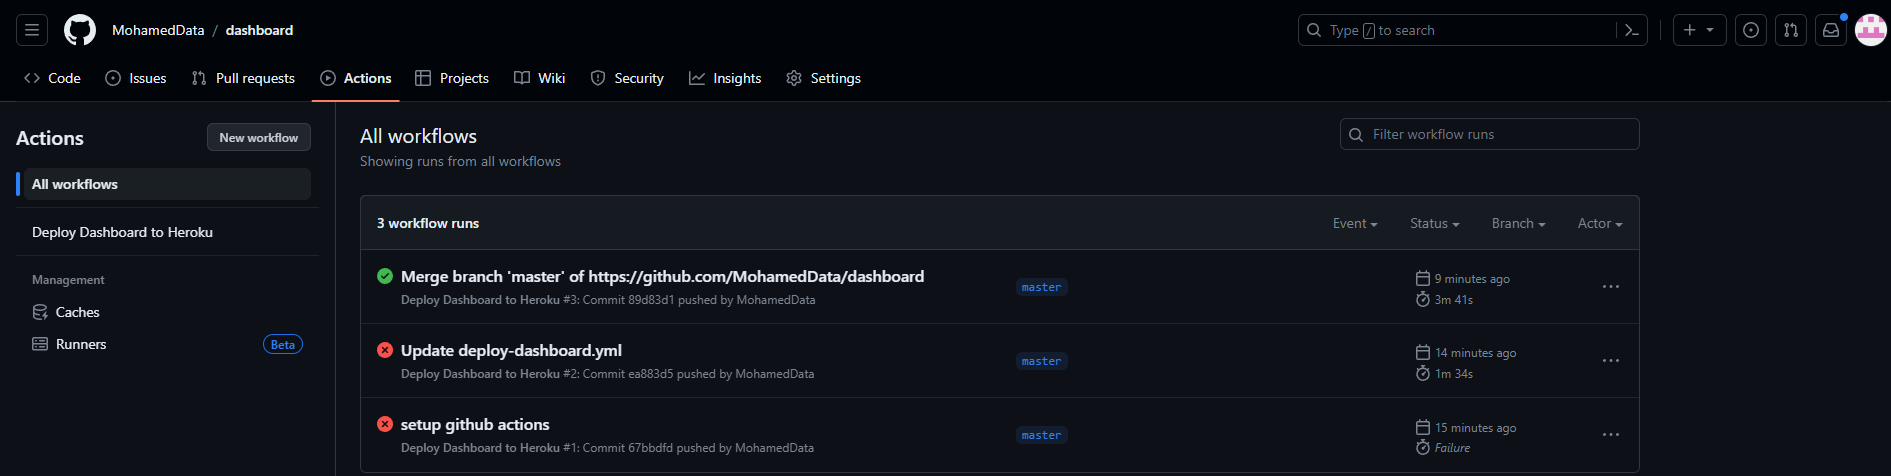 MohamedData / dashboard
Type / to search
Code Issues Pull requests Actions Projects Wiki Security Insights Settings
Actions
New workflow
All workflows
Deploy Dashboard to Heroku
Management
Caches
Runners Beta
All workflows
Showing runs from all workflows
Filter workflow runs
3 workflow runs Event Status Branch Actor
Merge branch 'master' of https://github.com/MohamedData/dashboard
Deploy Dashboard to Heroku #3: Commit 89d83d1 pushed by MohamedData
master
9 minutes ago
3m 41s
Update deploy-dashboard.yml
Deploy Dashboard to Heroku #2: Commit ea883d5 pushed by MohamedData
master
14 minutes ago
1m 34s
setup github actions
Deploy Dashboard to Heroku #1: Commit 67bbdfd pushed by MohamedData
master
15 minutes ago
Failure